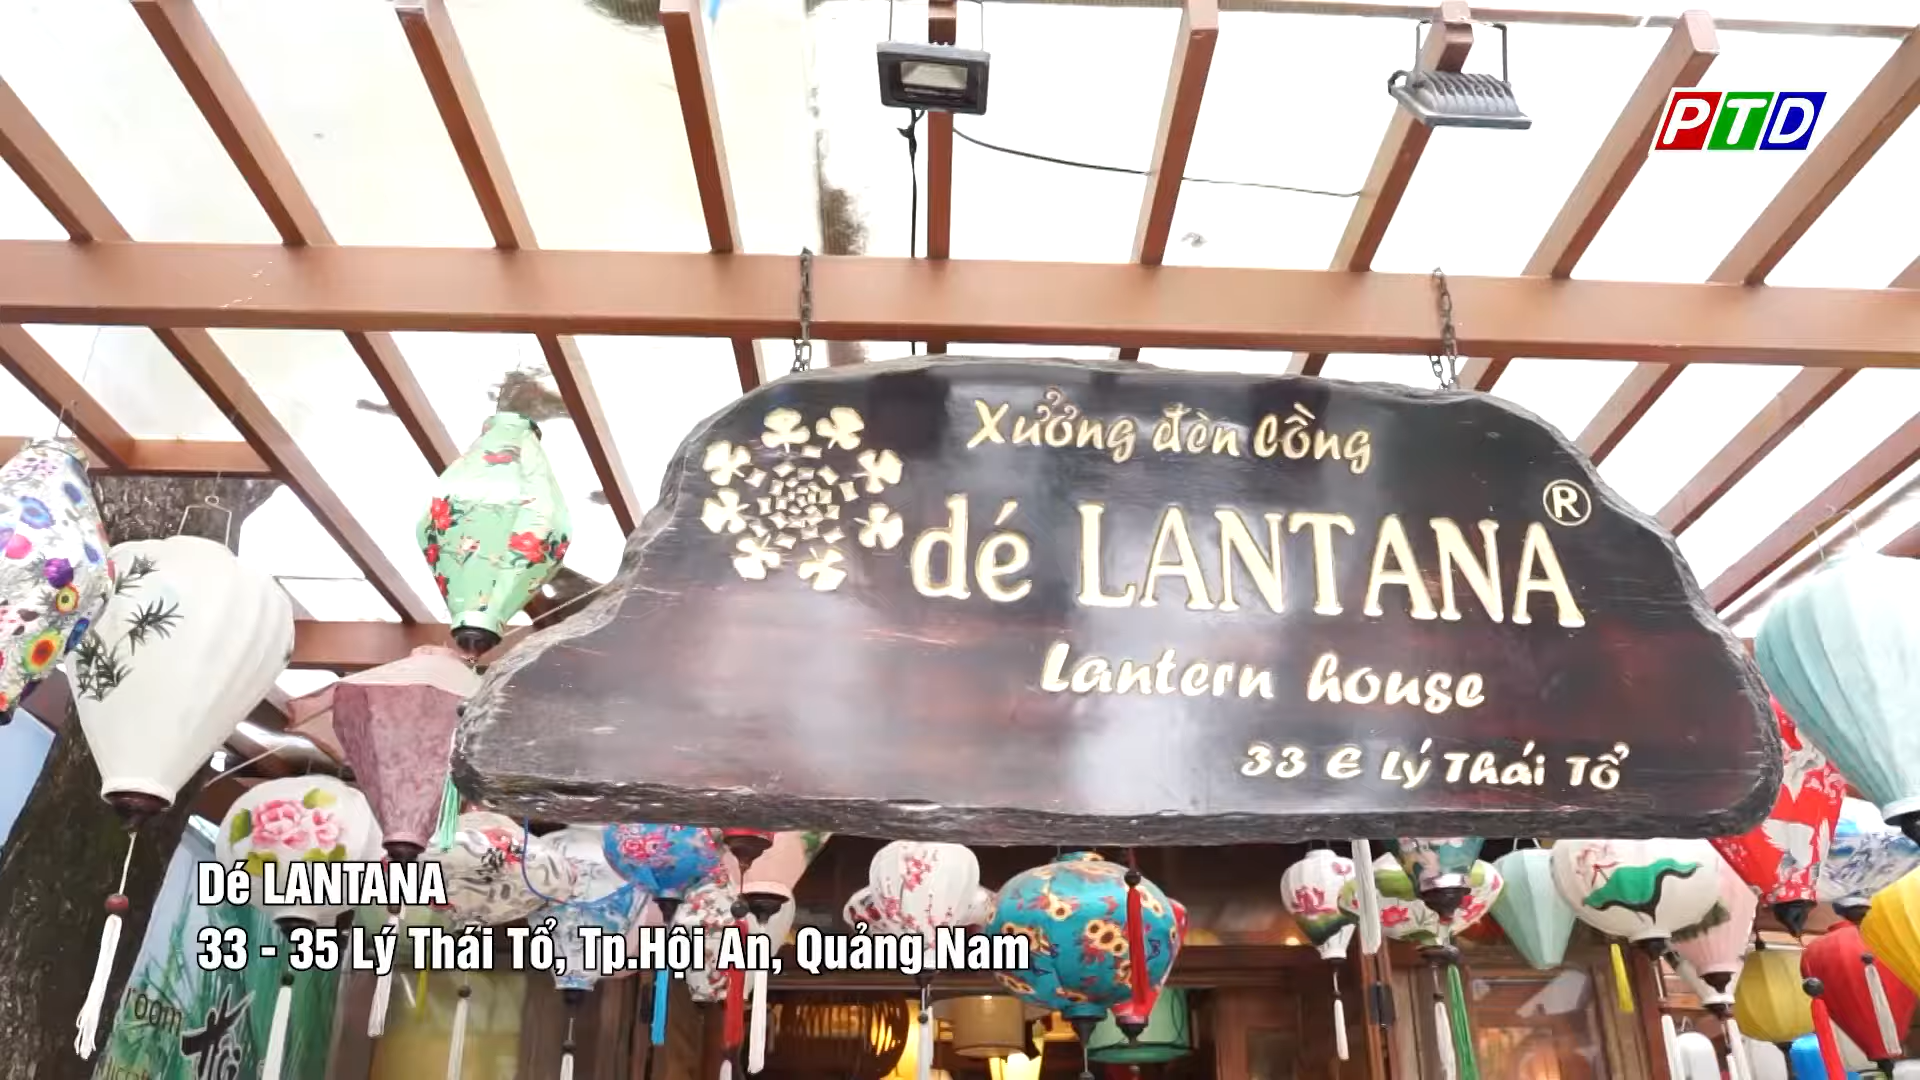 PTD
Xưởng đèn lồng
dé LANTANA ®
Lantern house
33 E Lý Thái Tổ
Dé LANTANA
33 - 35 Lý Thái Tổ, Tp.Hội An, Quảng Nam
room